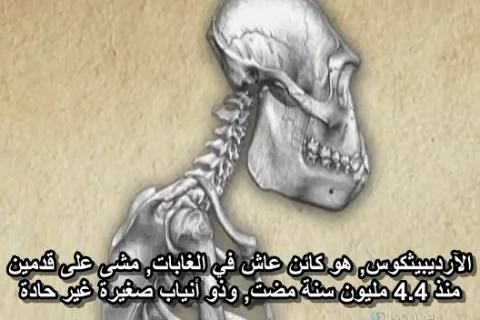 الآرديبيثكوس, هو كائن عاش في الغابات, مشى على قدمين
منذ 4.4 مليون سنة مضت, وذو أنياب صغيرة غير حادة